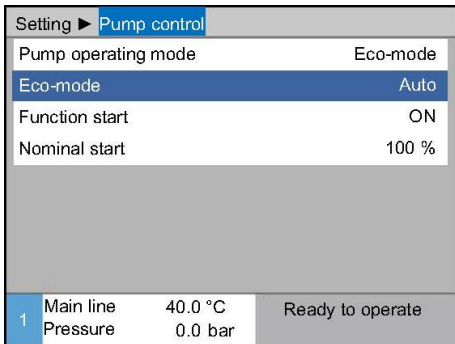 Setting ► Pump control
Pump operating mode Eco-mode
Eco-mode Auto
Function start ON
Nominal start 100 %
1 Main line 40.0 °C Ready to operate
Pressure 0.0 bar